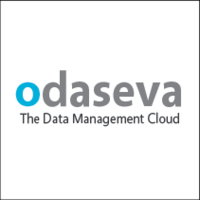 odaseva
The Data Management Cloud